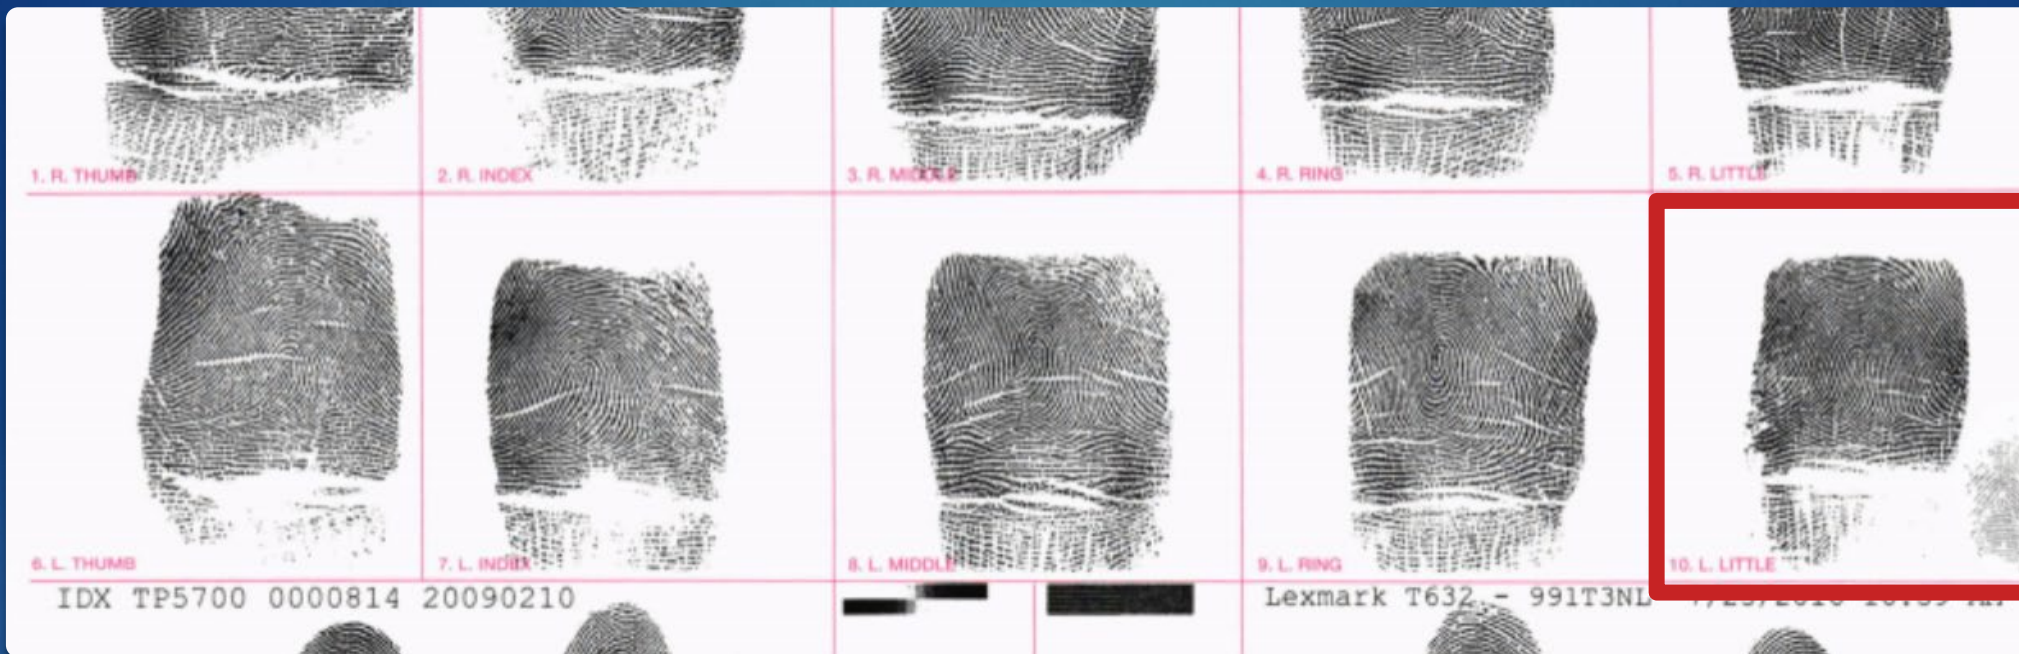 1. R. THUMB 2. R. INDEX 3. R. MIDDLE 4. R. RING 5. R. LITTLE
6. L. THUMB 7. L. INDEX 8. L. MIDDLE 9. L. RING 10. L. LITTLE
IDX TP5700 0000814 20090210 Lexmark T632 - 991T3NL